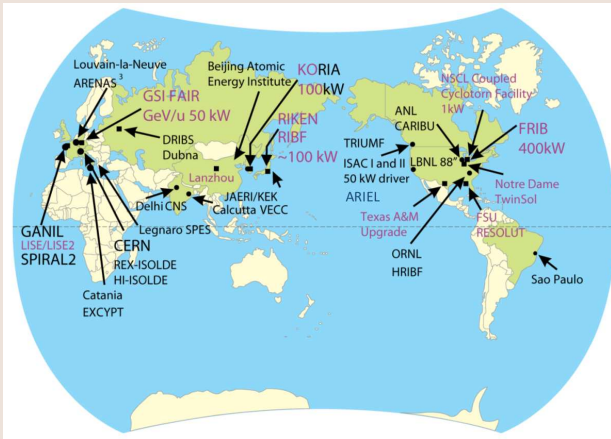 Louvain-la-Neuve
ARENAS 3
GSI FAIR
GeV/u 50 kW
DRIBS
Dubna
Beijing Atomic
Energy Institute
KORIA
100kW
RIKEN
RIBF
~100 kW
Lanzhou
Delhi CNS
JAERI/KEK
Calcutta VECC
Legnaro SPES
GANIL
LISE/LISE2
SPIRAL2
CERN
REX-ISOLDE
HI-ISOLDE
Catania
EXCYPT
NSCL Coupled
Cyclotorn Facility
1kW
ANL
CARIBU
FRIB
400kW
TRIUMF
ISAC I and II
50 kW driver
ARIEL
LBNL 88"
Notre Dame
TwinSol
Texas A&M
Upgrade
FSU
RESOLUT
ORNL
HRIBF
Sao Paulo